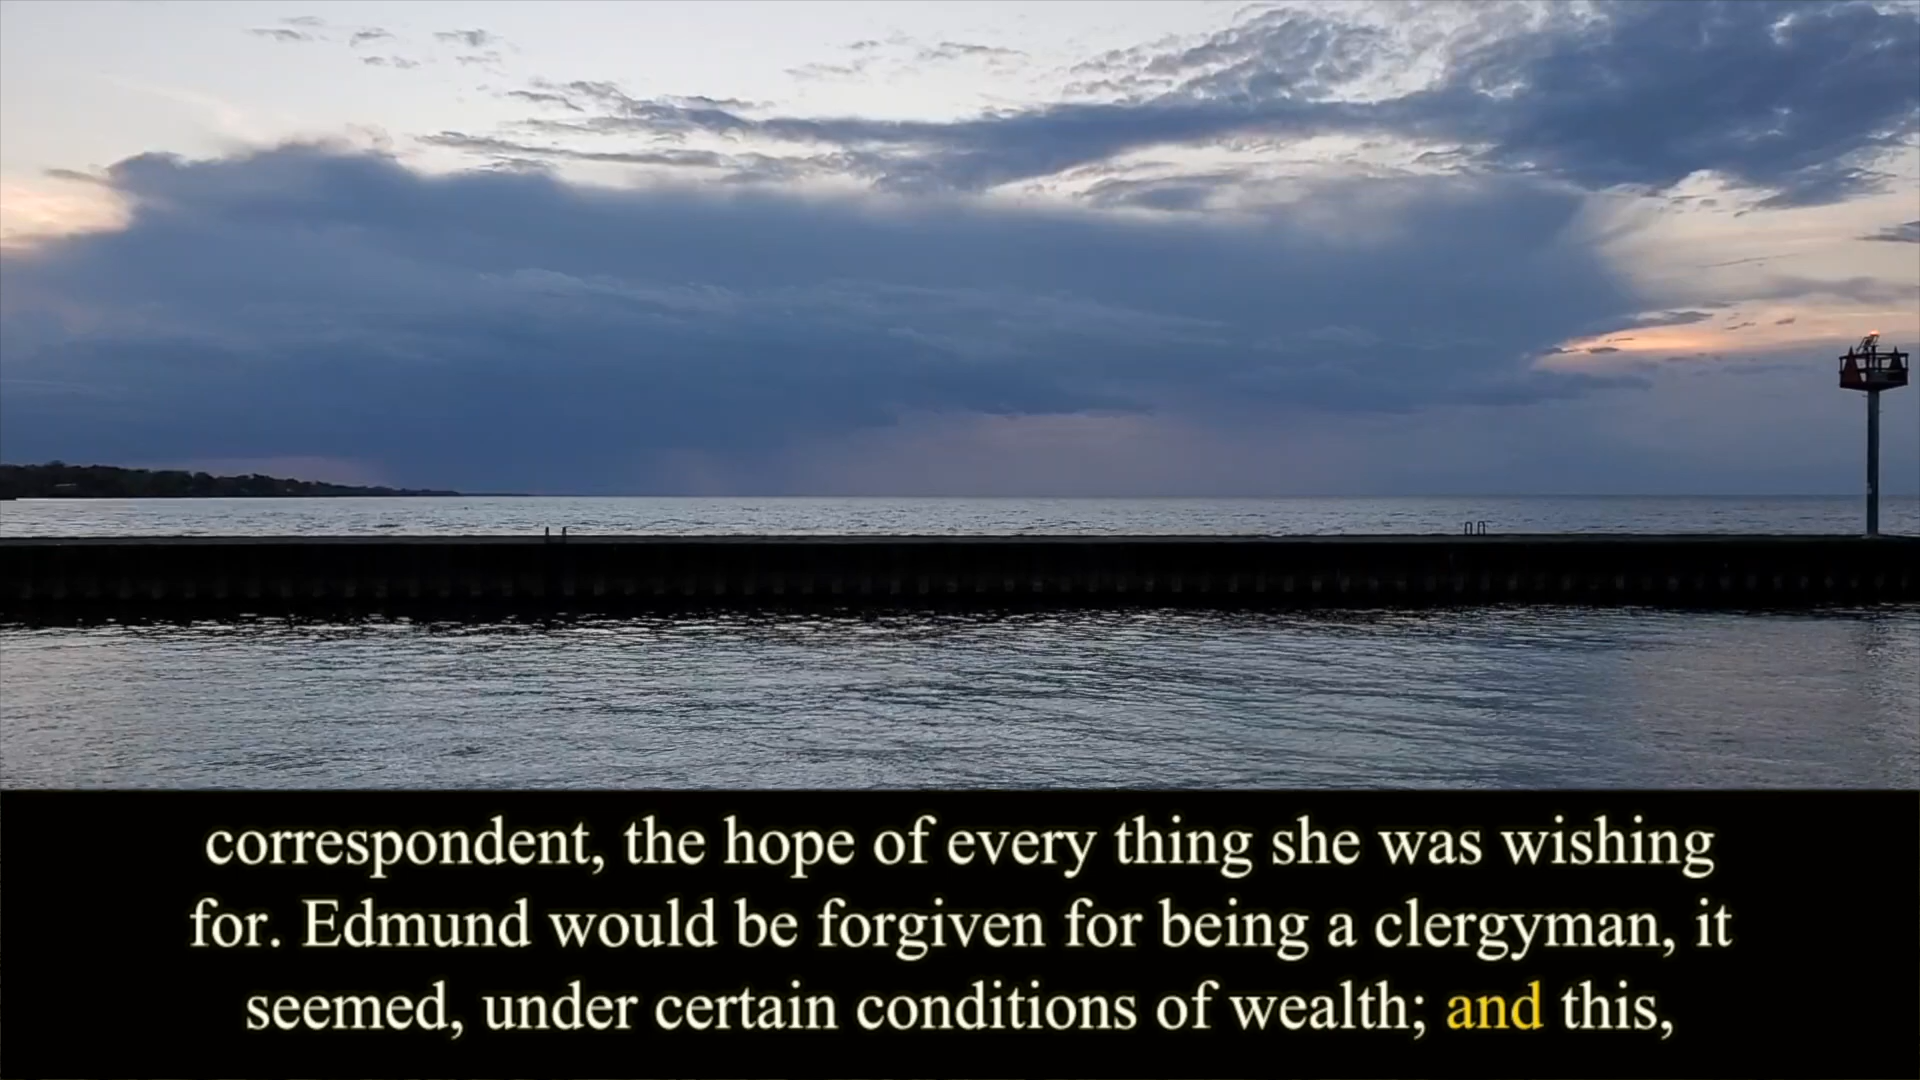 correspondent, the hope of every thing she was wishing
for. Edmund would be forgiven for being a clergyman, it
seemed, under certain conditions of wealth; and this,